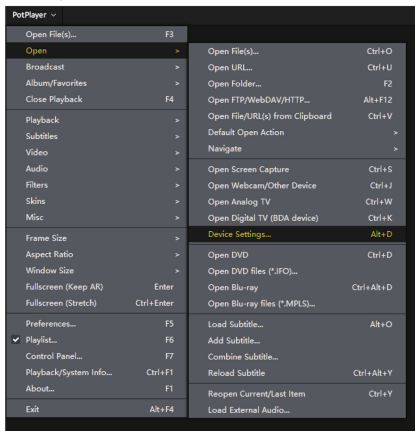 PotPlayer
Open File(s)... F3
Open >
Broadcast >
Album/Favorites >
Close Playback F4
Playback >
Subtitles >
Video >
Audio >
Filters >
Skins >
Misc >
Frame Size >
Aspect Ratio >
Window Size >
Fullscreen (Keep AR) Enter
Fullscreen (Stretch) Ctrl+Enter
Preferences... F5
Playlist... F6
Control Panel... F7
Playback/System Info... Ctrl+F1
About... F1
Exit Alt+F4
Open File(s)... Ctrl+O
Open URL... Ctrl+U
Open Folder... F2
Open FTP/WebDAV/HTTP... Alt+F12
Open File/URL(s) from Clipboard Ctrl+V
Default Open Action >
Navigate >
Open Screen Capture Ctrl+S
Open Webcam/Other Device Ctrl+J
Open Analog TV Ctrl+W
Open Digital TV (BDA device) Ctrl+K
Device Settings... Alt+D
Open DVD Ctrl+D
Open DVD files (*.IFO)...
Open Blu-ray Ctrl+Alt+D
Open Blu-ray files (*.MPLS)...
Load Subtitle... Alt+O
Add Subtitle...
Combine Subtitle...
Reload Subtitle Ctrl+Alt+Y
Reopen Current/Last Item Ctrl+Y
Load External Audio...